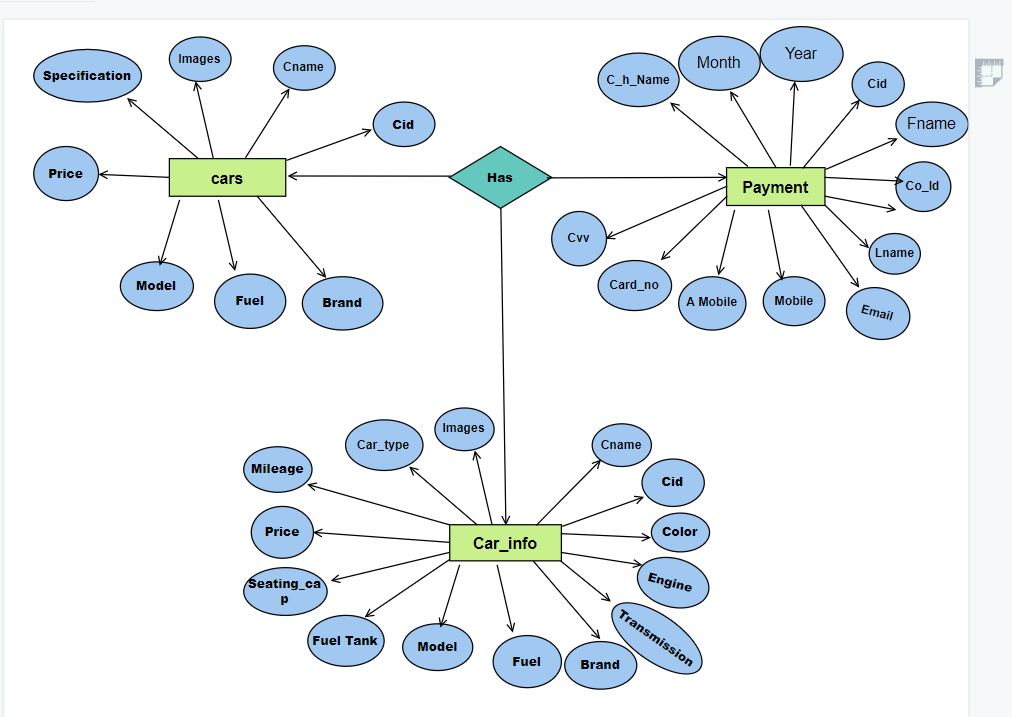 Specification
Images
Cname
Cid
Price
cars
Model
Fuel
Brand
Has
C_h_Name
Month
Year
Cid
Fname
Co_Id
Payment
Cvv
Card_no
A Mobile
Mobile
Email
Lname
Mileage
Car_type
Images
Cname
Cid
Price
Color
Car_info
Seating_ca
p
Engine
Fuel Tank
Model
Fuel
Brand
Transmission